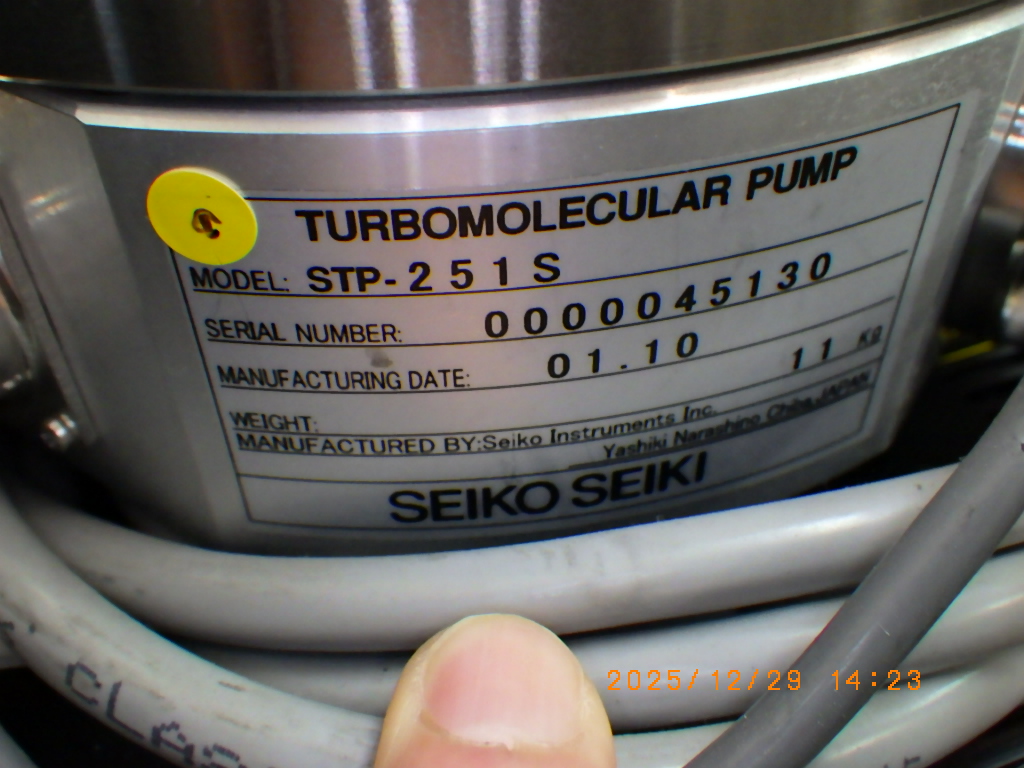 TURBOMOLECULAR PUMP
MODEL: STP-251S
SERIAL NUMBER: 0000045130
MANUFACTURING DATE: 01.10
WEIGHT: 11 Kg
MANUFACTURED BY:Seiko Instruments Inc.
Yashiki Narashino Chiba JAPAN
SEIKO SEIKI
2025/12/29 14:23